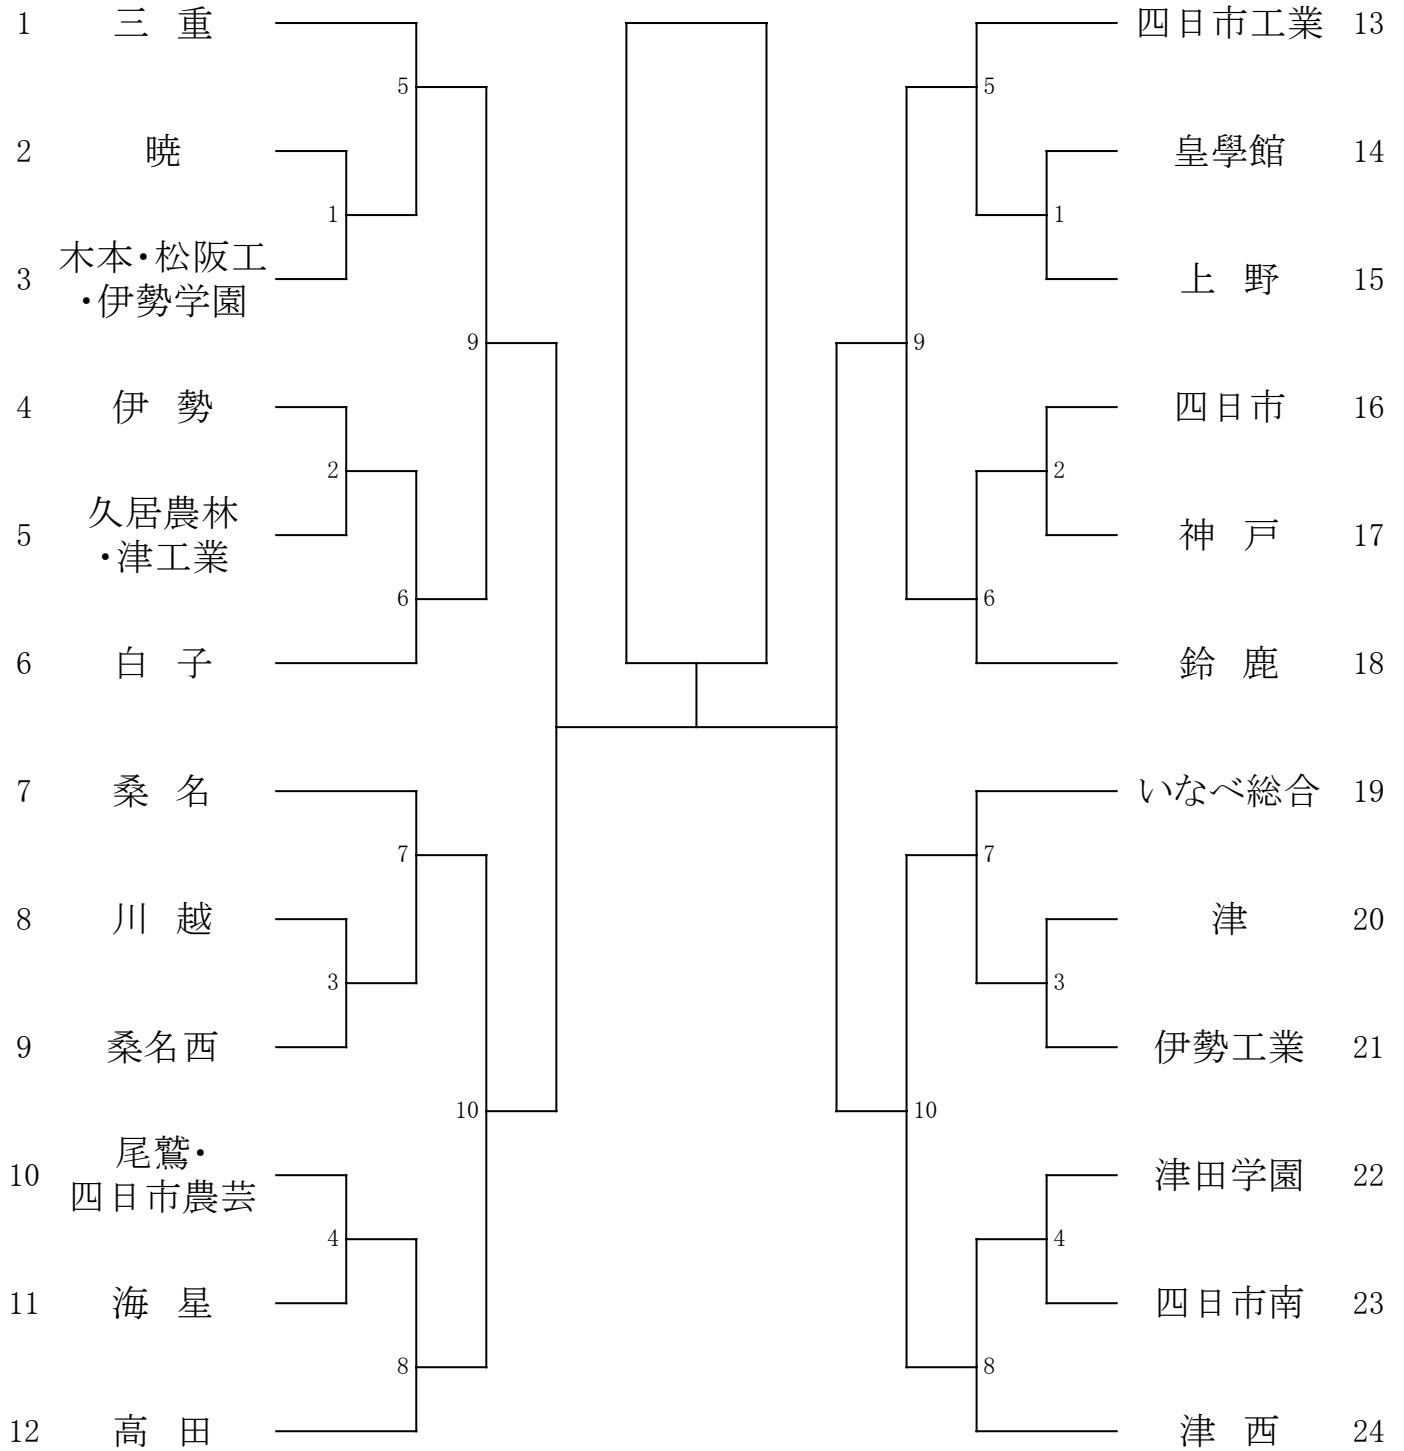 1 三 重
5
2 暁
1
3 木本・松阪工
・伊勢学園
9
4 伊 勢
2
5 久居農林
・津工業
6
6 白 子
7 桑 名
7
8 川 越
3
9 桑名西
10
10 尾鷲・
四日市農芸
4
11 海 星
8
12 高 田
四日市工業 13
5
皇學館 14
1
上 野 15
9
四日市 16
2
神 戸 17
6
鈴 鹿 18
いなべ総合 19
7
津 20
3
伊勢工業 21
10
津田学園 22
4
四日市南 23
8
津 西 24